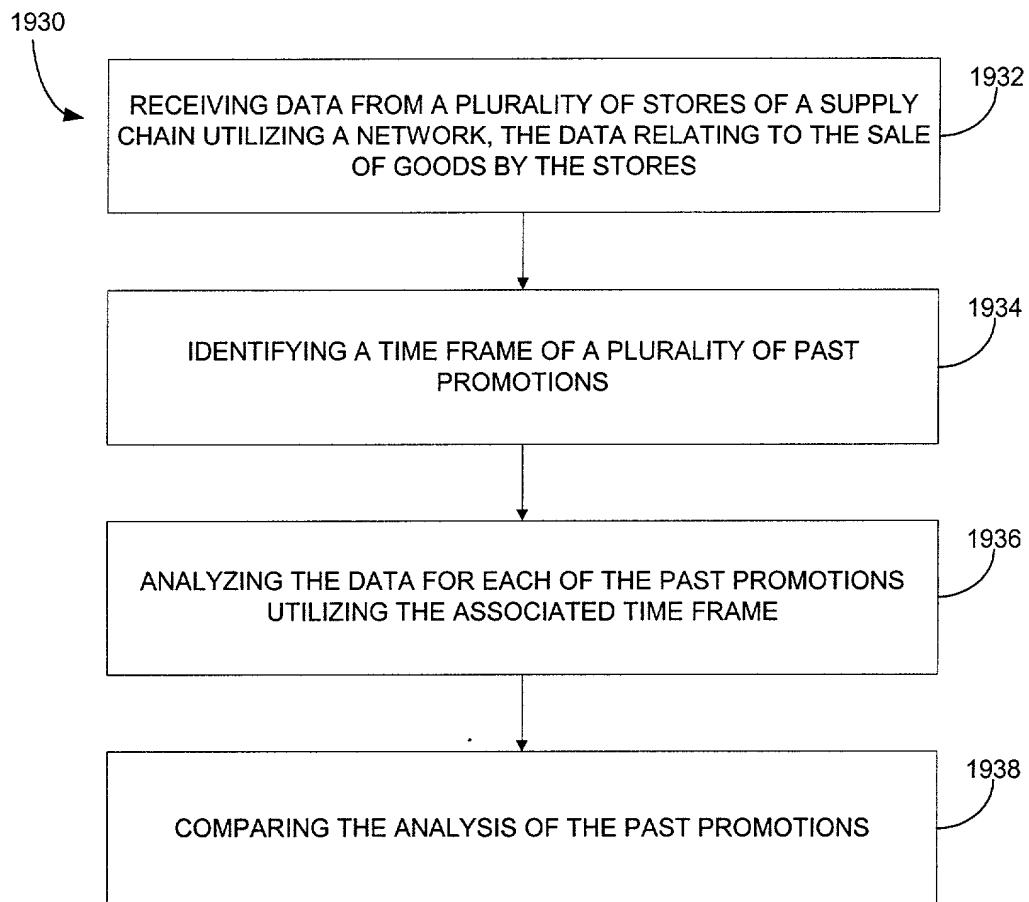 1930
1932
RECEIVING DATA FROM A PLURALITY OF STORES OF A SUPPLY
CHAIN UTILIZING A NETWORK, THE DATA RELATING TO THE SALE
OF GOODS BY THE STORES
1934
IDENTIFYING A TIME FRAME OF A PLURALITY OF PAST
PROMOTIONS
1936
ANALYZING THE DATA FOR EACH OF THE PAST PROMOTIONS
UTILIZING THE ASSOCIATED TIME FRAME
1938
COMPARING THE ANALYSIS OF THE PAST PROMOTIONS